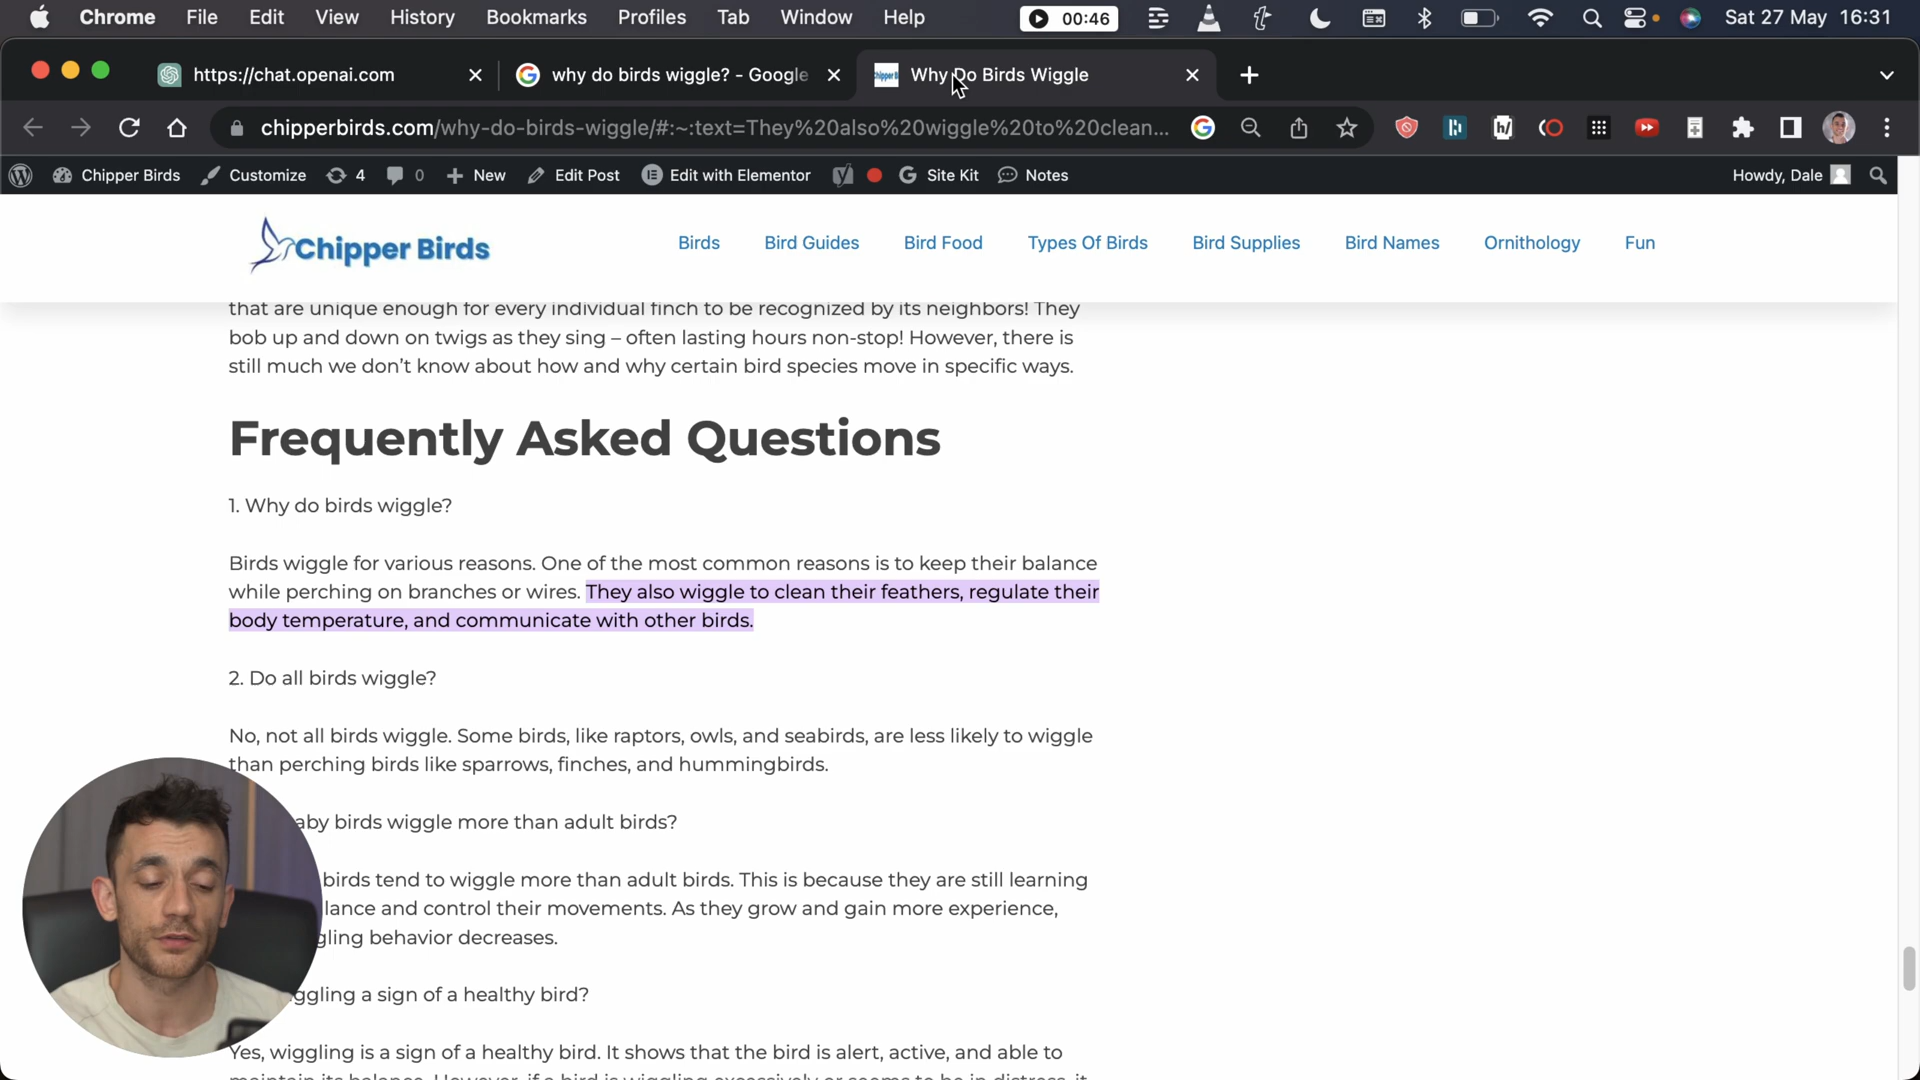 Chrome File Edit View History Bookmarks Profiles Tab Window Help 00:46 Sat 27 May 16:31
https://chat.openai.com why do birds wiggle? - Google Why Do Birds Wiggle
chipperbirds.com/why-do-birds-wiggle/#:~:text=They%20also%20wiggle%20to%20clean...
Chipper Birds Customize 4 0 New Edit Post Edit with Elementor Site Kit Notes Howdy, Dale
Chipper Birds Birds Bird Guides Bird Food Types Of Birds Bird Supplies Bird Names Ornithology Fun
that are unique enough for every individual finch to be recognized by its neighbors! They
bob up and down on twigs as they sing – often lasting hours non-stop! However, there is
still much we don’t know about how and why certain bird species move in specific ways.
Frequently Asked Questions
1. Why do birds wiggle?
Birds wiggle for various reasons. One of the most common reasons is to keep their balance
while perching on branches or wires. They also wiggle to clean their feathers, regulate their
body temperature, and communicate with other birds.
2. Do all birds wiggle?
No, not all birds wiggle. Some birds, like raptors, owls, and seabirds, are less likely to wiggle
than perching birds like sparrows, finches, and hummingbirds.
aby birds wiggle more than adult birds?
birds tend to wiggle more than adult birds. This is because they are still learning
lance and control their movements. As they grow and gain more experience,
gling behavior decreases.
ggling a sign of a healthy bird?
Yes, wiggling is a sign of a healthy bird. It shows that the bird is alert, active, and able to